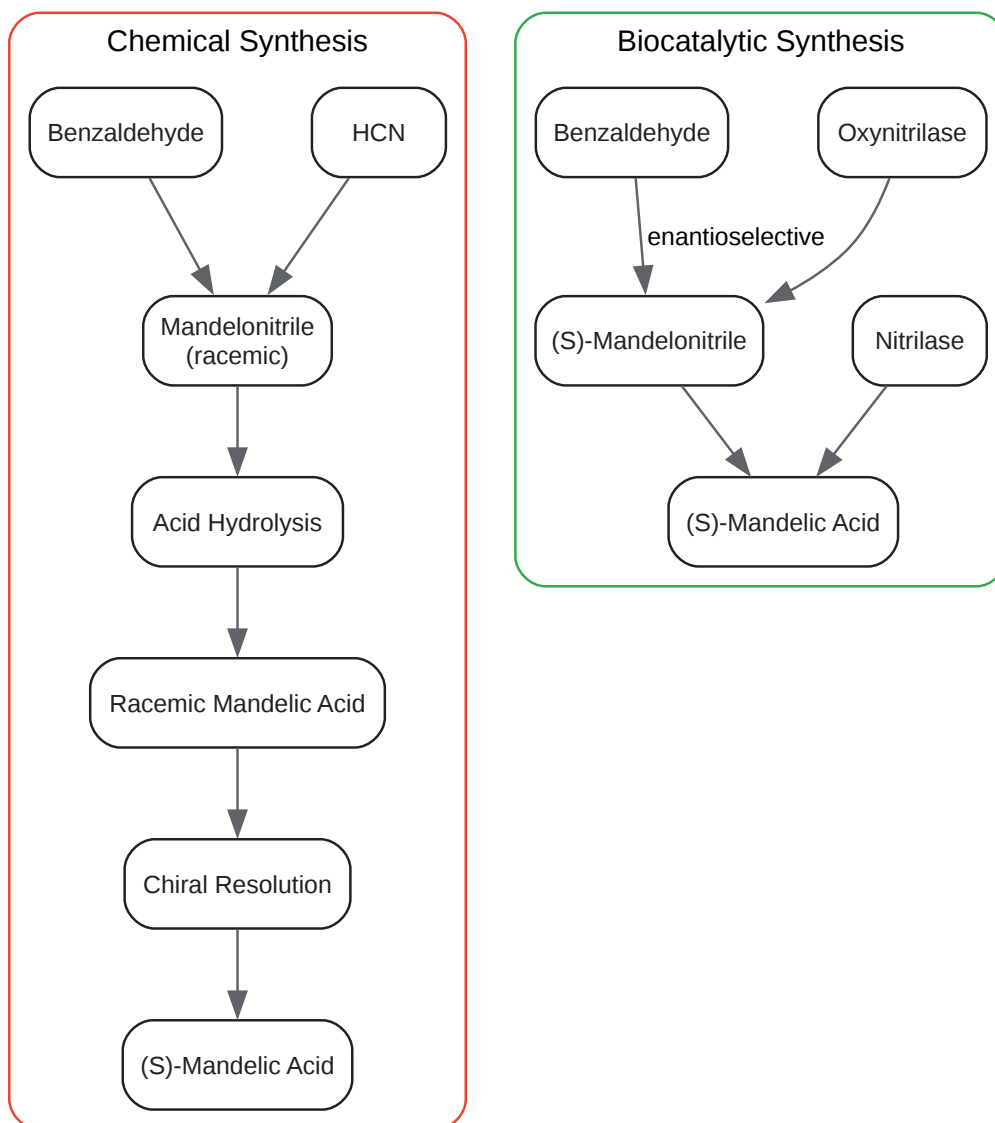 Chemical Synthesis
Benzaldehyde
HCN
Mandelonitrile
(racemic)
Acid Hydrolysis
Racemic Mandelic Acid
Chiral Resolution
(S)-Mandelic Acid
Biocatalytic Synthesis
Benzaldehyde
Oxynitrilase
enantioselective
(S)-Mandelonitrile
Nitrilase
(S)-Mandelic Acid